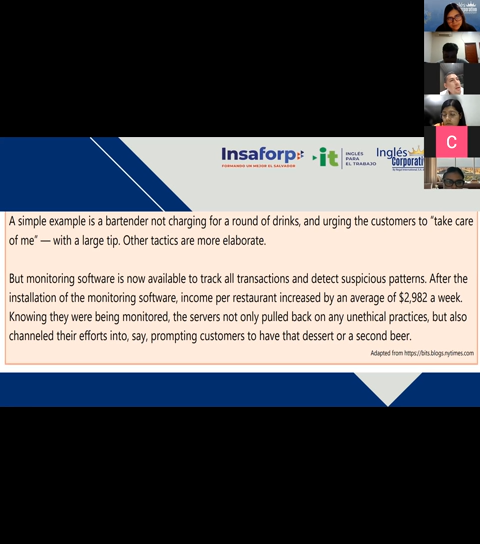 Insaforp
FORMANDO UN MEJOR EL SALVADOR
it
INGLÉS
PARA
EL TRABAJO
Inglés
Corporati
C
A simple example is a bartender not charging for a round of drinks, and urging the customers to "take care
of me" — with a large tip. Other tactics are more elaborate.
But monitoring software is now available to track all transactions and detect suspicious patterns. After the
installation of the monitoring software, income per restaurant increased by an average of $2,982 a week.
Knowing they were being monitored, the servers not only pulled back on any unethical practices, but also
channeled their efforts into, say, prompting customers to have that dessert or a second beer.
Adapted from https://bits.blogs.nytimes.com